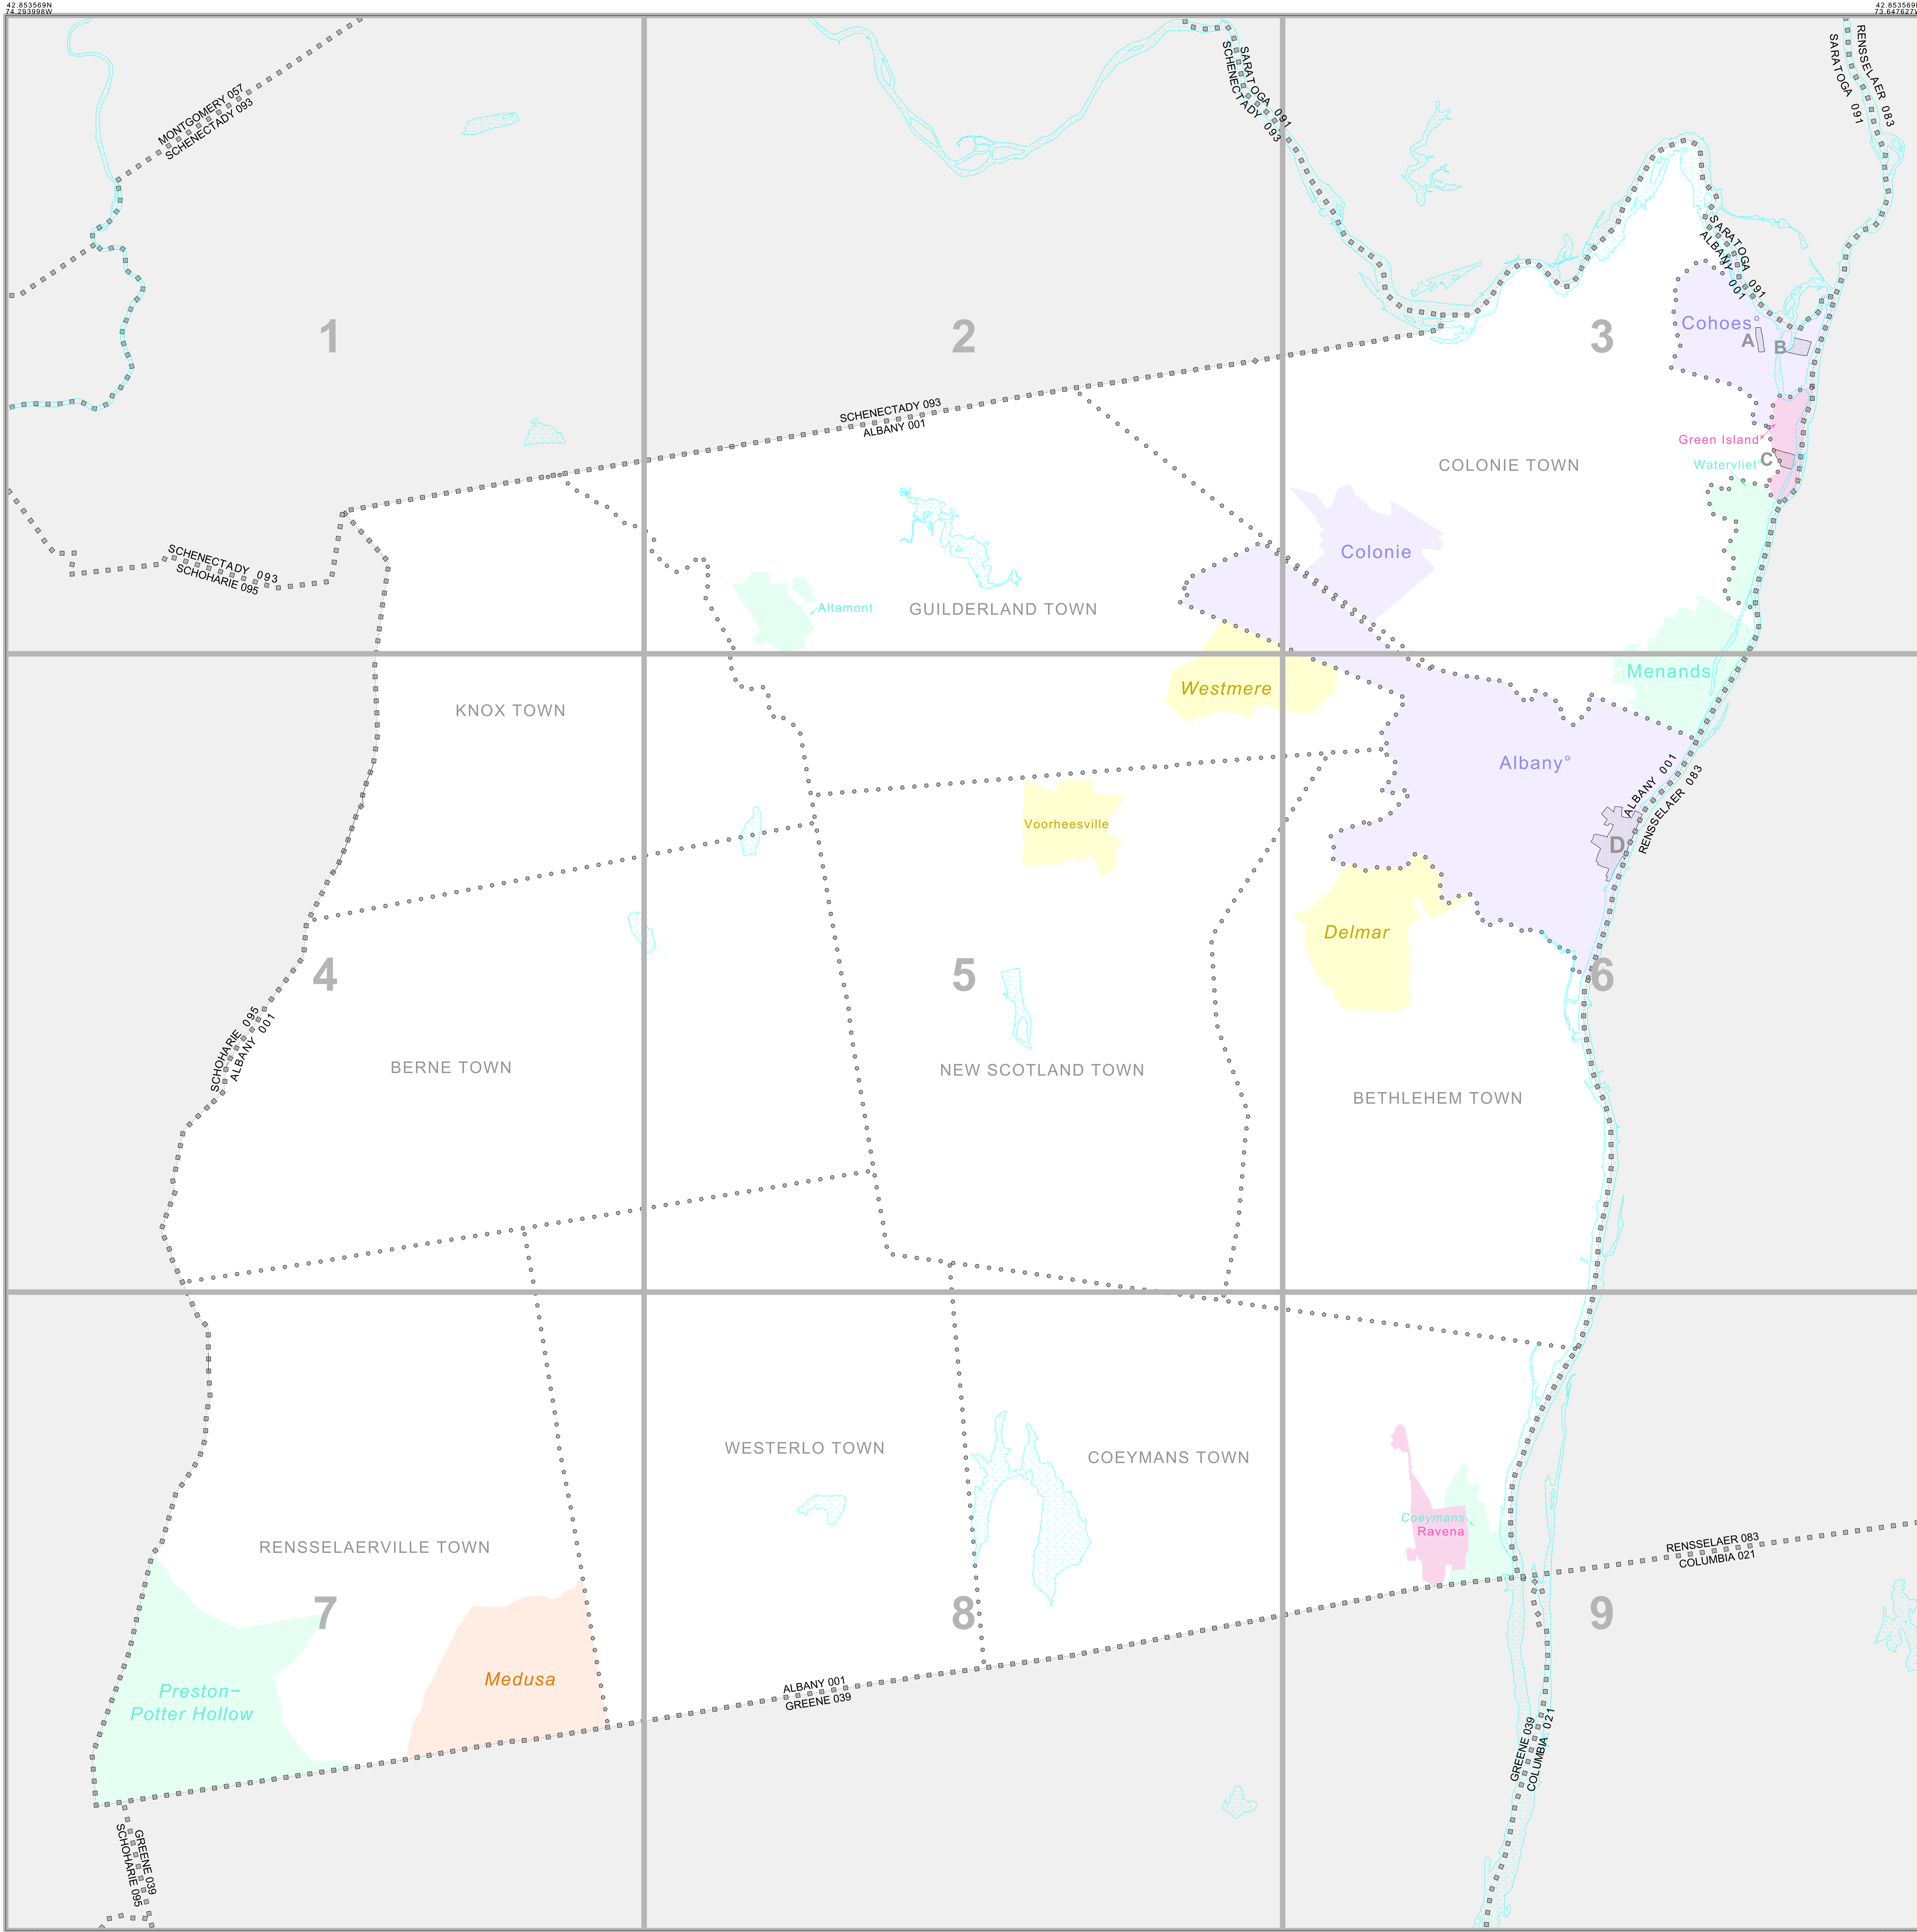 42.853569N
74.293998W
42.853569N
73.647627W
MONTGOMERY 057
SCHENECTADY 093
SARATOGA 091
SCHENECTADY 093
RENSSELAER 083
SARATOGA 091
SARATOGA 091
ALBANY 001
1
2
3
Cohoes°
A
B
SCHENECTADY 093
ALBANY 001
Green Island
Watervliet°
C
COLONIE TOWN
SCHENECTADY 093
SCHOHARIE 095
Colonie
Altamont
GUILDERLAND TOWN
Menands
Westmere
KNOX TOWN
Albany°
ALBANY 001
RENSSELAER 083
Voorheesville
D
Delmar
4
5
6
SCHOHARIE 095
ALBANY 001
BERNE TOWN
NEW SCOTLAND TOWN
BETHLEHEM TOWN
WESTERLO TOWN
COEYMANS TOWN
Coeymans
Ravena
RENSSELAERVILLE TOWN
RENSSELAER 083
COLUMBIA 021
7
8
9
Preston-
Potter Hollow
Medusa
ALBANY 001
GREENE 039
GREENE 039
COLUMBIA 021
GREENE 039
SCHOHARIE 095